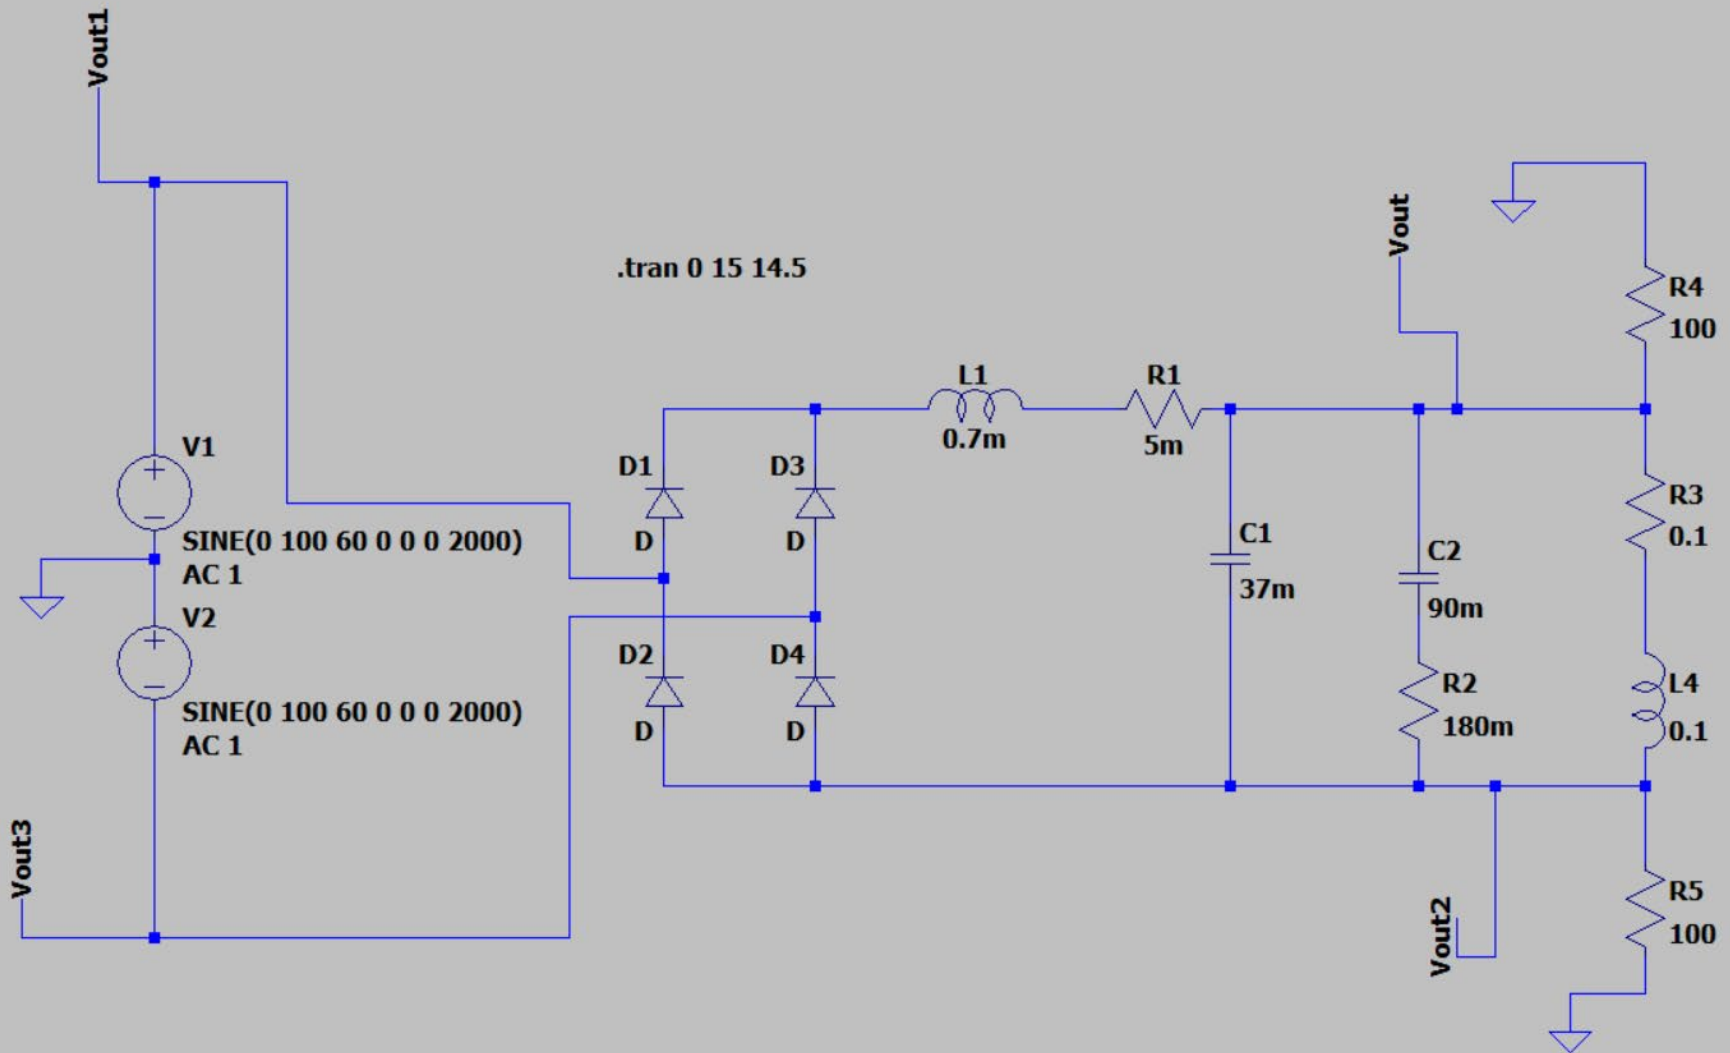 Vout1
.tran 0 15 14.5
Vout
R4
100
L1
0.7m
R1
5m
V1
SINE(0 100 60 0 0 0 2000)
AC 1
D1
D
D3
D
C1
37m
C2
90m
R3
0.1
V2
SINE(0 100 60 0 0 0 2000)
AC 1
D2
D
D4
D
R2
180m
L4
0.1
Vout3
Vout2
R5
100